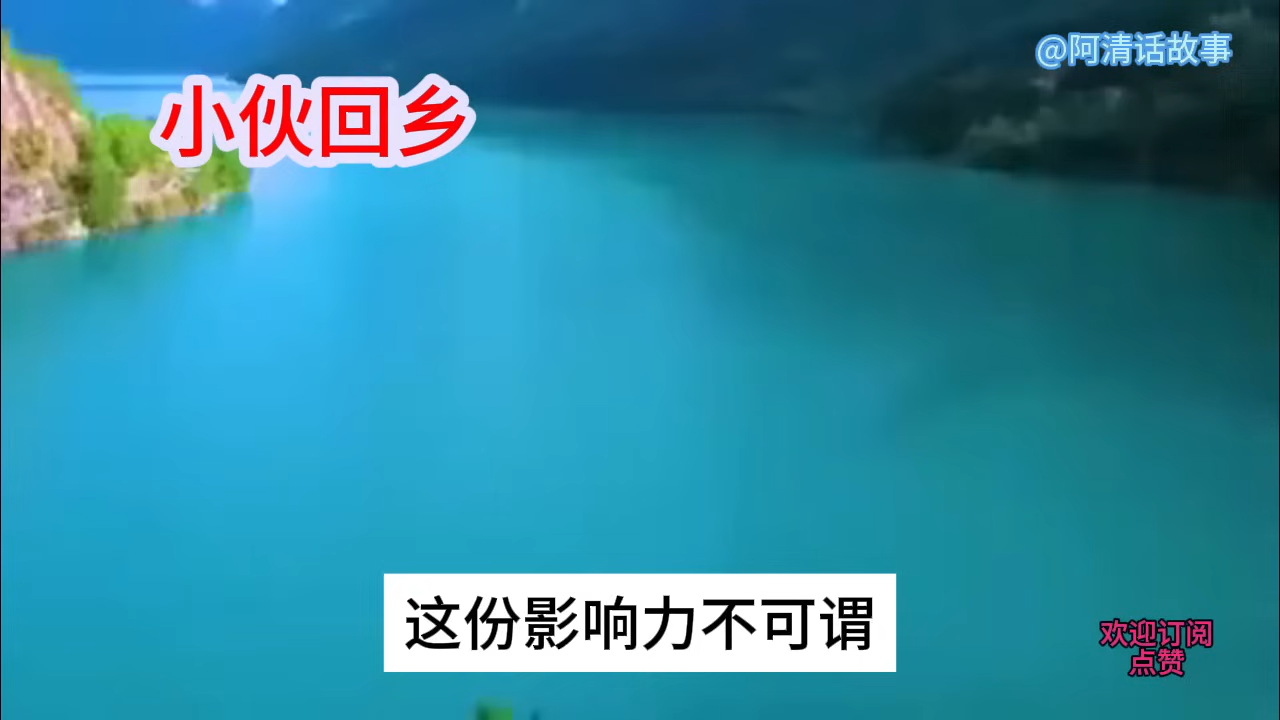 @阿清话故事
小伙回乡
这份影响力不可谓
欢迎订阅
点赞